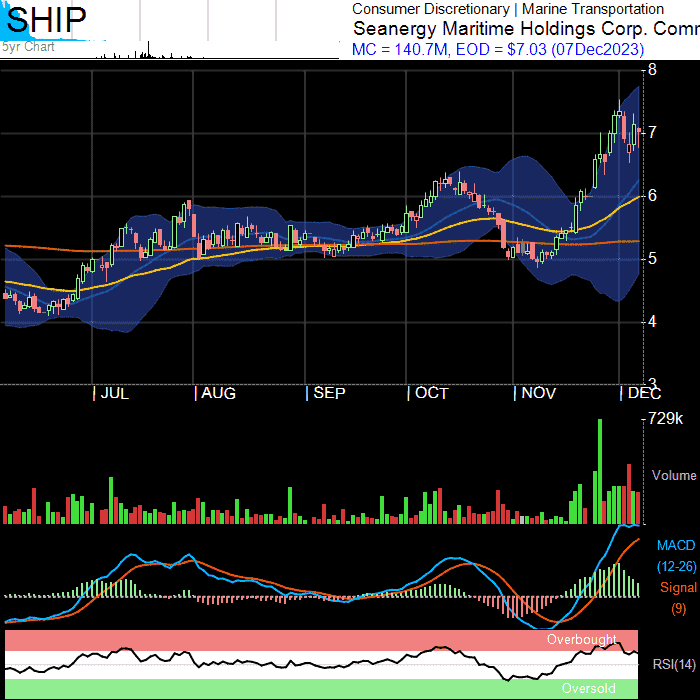 SHIP
Consumer Discretionary | Marine Transportation
Seanergy Maritime Holdings Corp. Comm
5yr Chart
MC = 140.7M, EOD = $7.03 (07Dec2023)
8
7
6
5
4
3
JUL AUG SEP OCT NOV DEC
729k
Volume
MACD
(12-26)
Signal
(9)
Overbought
RSI(14)
Oversold